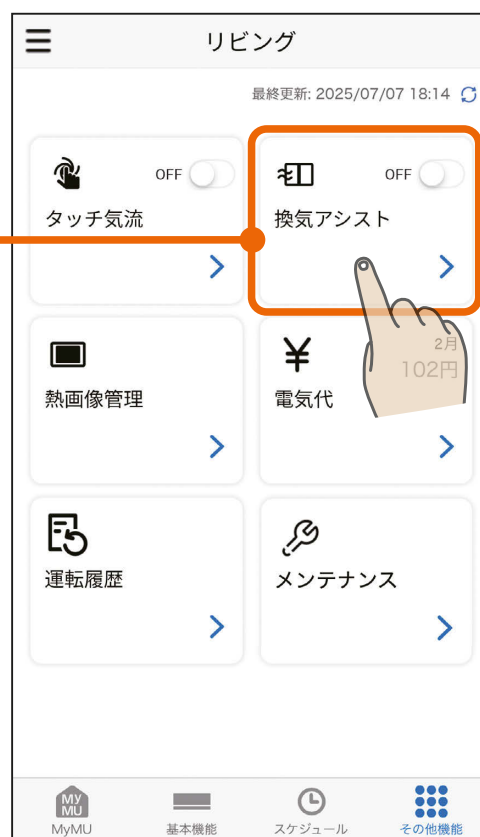 リビング
最終更新: 2025/07/07 18:14
OFF
タッチ気流
OFF
換気アシスト
熱画像管理
¥
2月
102円
電気代
運転履歴
メンテナンス
MY
MU
MyMU
基本機能
スケジュール
その他機能